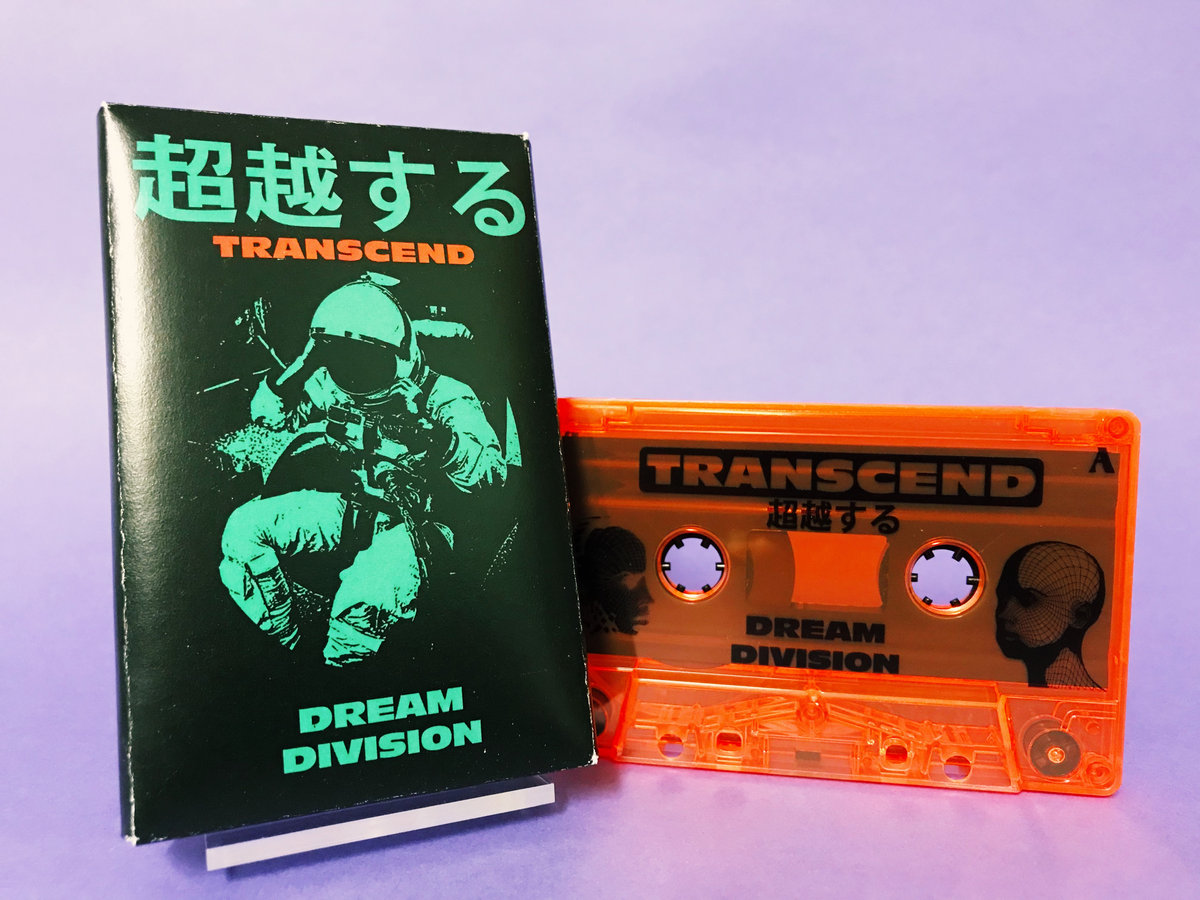 超越する
TRANSCEND
DREAM
DIVISION
TRANSCEND
A
超越する
DREAM
DIVISION